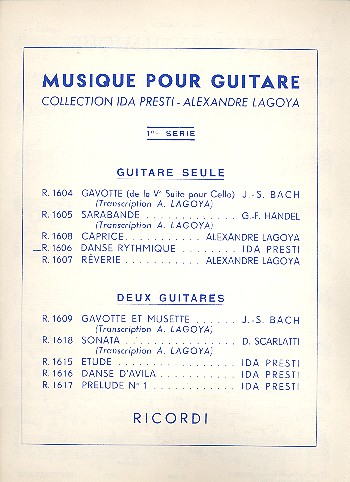 MUSIQUE POUR GUITARE
COLLECTION IDA PRESTI - ALEXANDRE LAGOYA
1re SERIE
GUITARE SEULE
R. 1604 GAVOTTE (de la Ve Suite pour Cello) J.-S. BACH
(Transcription A. LAGOYA)
R. 1605 SARABANDE . . . . . . . . . . . . G.-F. HANDEL
(Transcription A. LAGOYA)
R. 1608 CAPRICE . . . . . . . . . . . ALEXANDRE LAGOYA
R. 1606 DANSE RYTHMIQUE . . . . . . . . IDA PRESTI
R. 1607 RÊVERIE . . . . . . . . . . . ALEXANDRE LAGOYA
DEUX GUITARES
R. 1609 GAVOTTE ET MUSETTE . . . . . . J.-S. BACH
(Transcription A. LAGOYA)
R. 1618 SONATA . . . . . . . . . . . . D. SCARLATTI
(Transcription A. LAGOYA)
R. 1615 ETUDE . . . . . . . . . . . . . IDA PRESTI
R. 1616 DANSE D'AVILA . . . . . . . . . IDA PRESTI
R. 1617 PRELUDE N° 1 . . . . . . . . . . IDA PRESTI
RICORDI